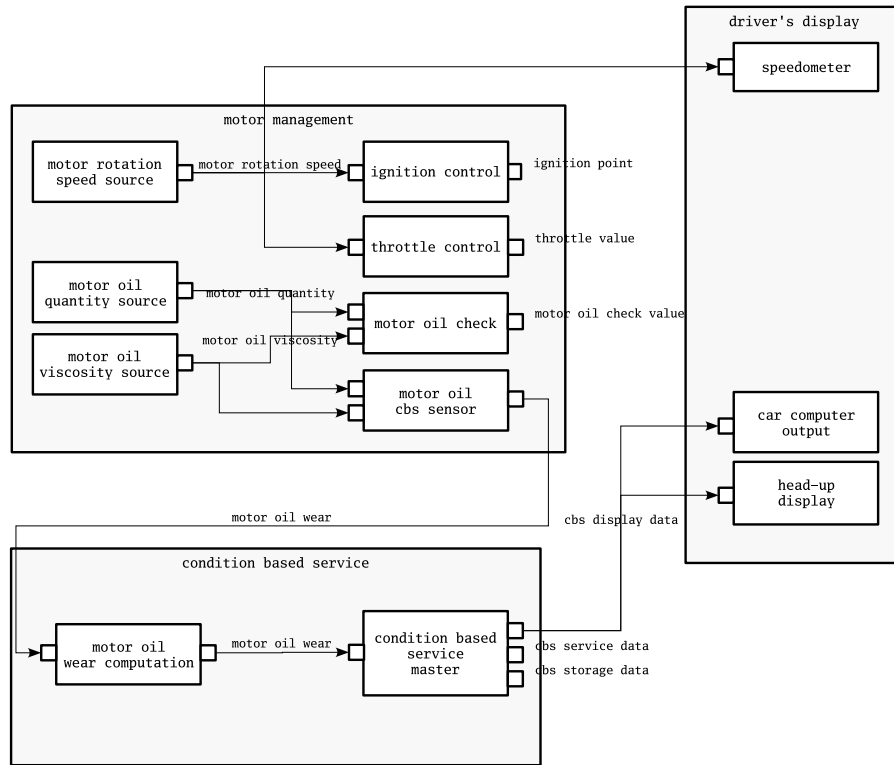 driver's display
speedometer
motor management
motor rotation
speed source
motor rotation speed
ignition control
ignition point
throttle control
throttle value
motor oil
quantity source
motor oil quantity
motor oil check
motor oil check value
motor oil
viscosity source
motor oil viscosity
motor oil
cbs sensor
car computer
output
head-up
display
motor oil wear
cbs display data
condition based service
motor oil
wear computation
motor oil wear
condition based
service
master
cbs service data
cbs storage data